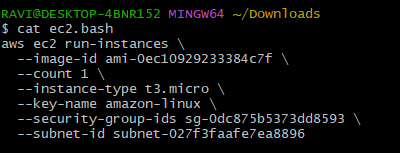 RAVI@DESKTOP-4BNR152 MINGW64 ~/Downloads
$ cat ec2.bash
aws ec2 run-instances \
  --image-id ami-0ec10929233384c7f \
  --count 1 \
  --instance-type t3.micro \
  --key-name amazon-linux \
  --security-group-ids sg-0dc875b5373dd8593 \
  --subnet-id subnet-027f3faafe7ea8896